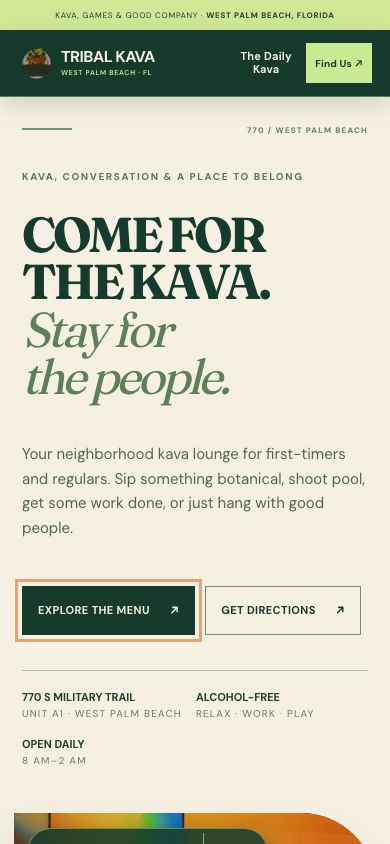 KAVA, GAMES & GOOD COMPANY · WEST PALM BEACH, FLORIDA
TRIBAL KAVA
WEST PALM BEACH · FL
The Daily
Kava
Find Us ↗
770 / WEST PALM BEACH
KAVA, CONVERSATION & A PLACE TO BELONG
COME FOR
THE KAVA.
Stay for
the people.
Your neighborhood kava lounge for first-timers
and regulars. Sip something botanical, shoot pool,
get some work done, or just hang with good
people.
EXPLORE THE MENU ↗
GET DIRECTIONS ↗
770 S MILITARY TRAIL
UNIT A1 · WEST PALM BEACH
ALCOHOL-FREE
RELAX · WORK · PLAY
OPEN DAILY
8 AM–2 AM